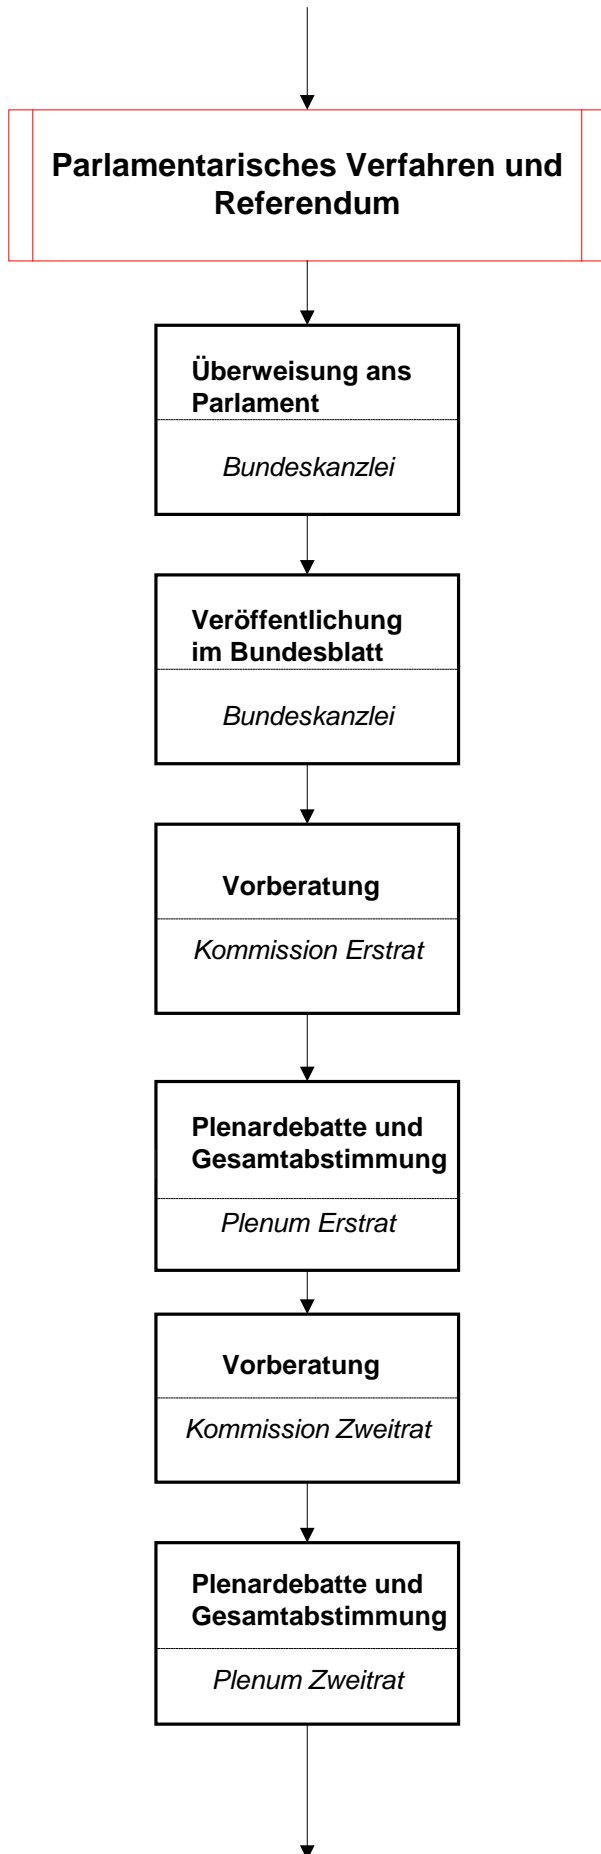 Parlamentarisches Verfahren und
Referendum
Überweisung ans
Parlament
Bundeskanzlei
Veröffentlichung
im Bundesblatt
Bundeskanzlei
Vorberatung
Kommission Erstrat
Plenardebatte und
Gesamtabstimmung
Plenum Erstrat
Vorberatung
Kommission Zweitrat
Plenardebatte und
Gesamtabstimmung
Plenum Zweitrat